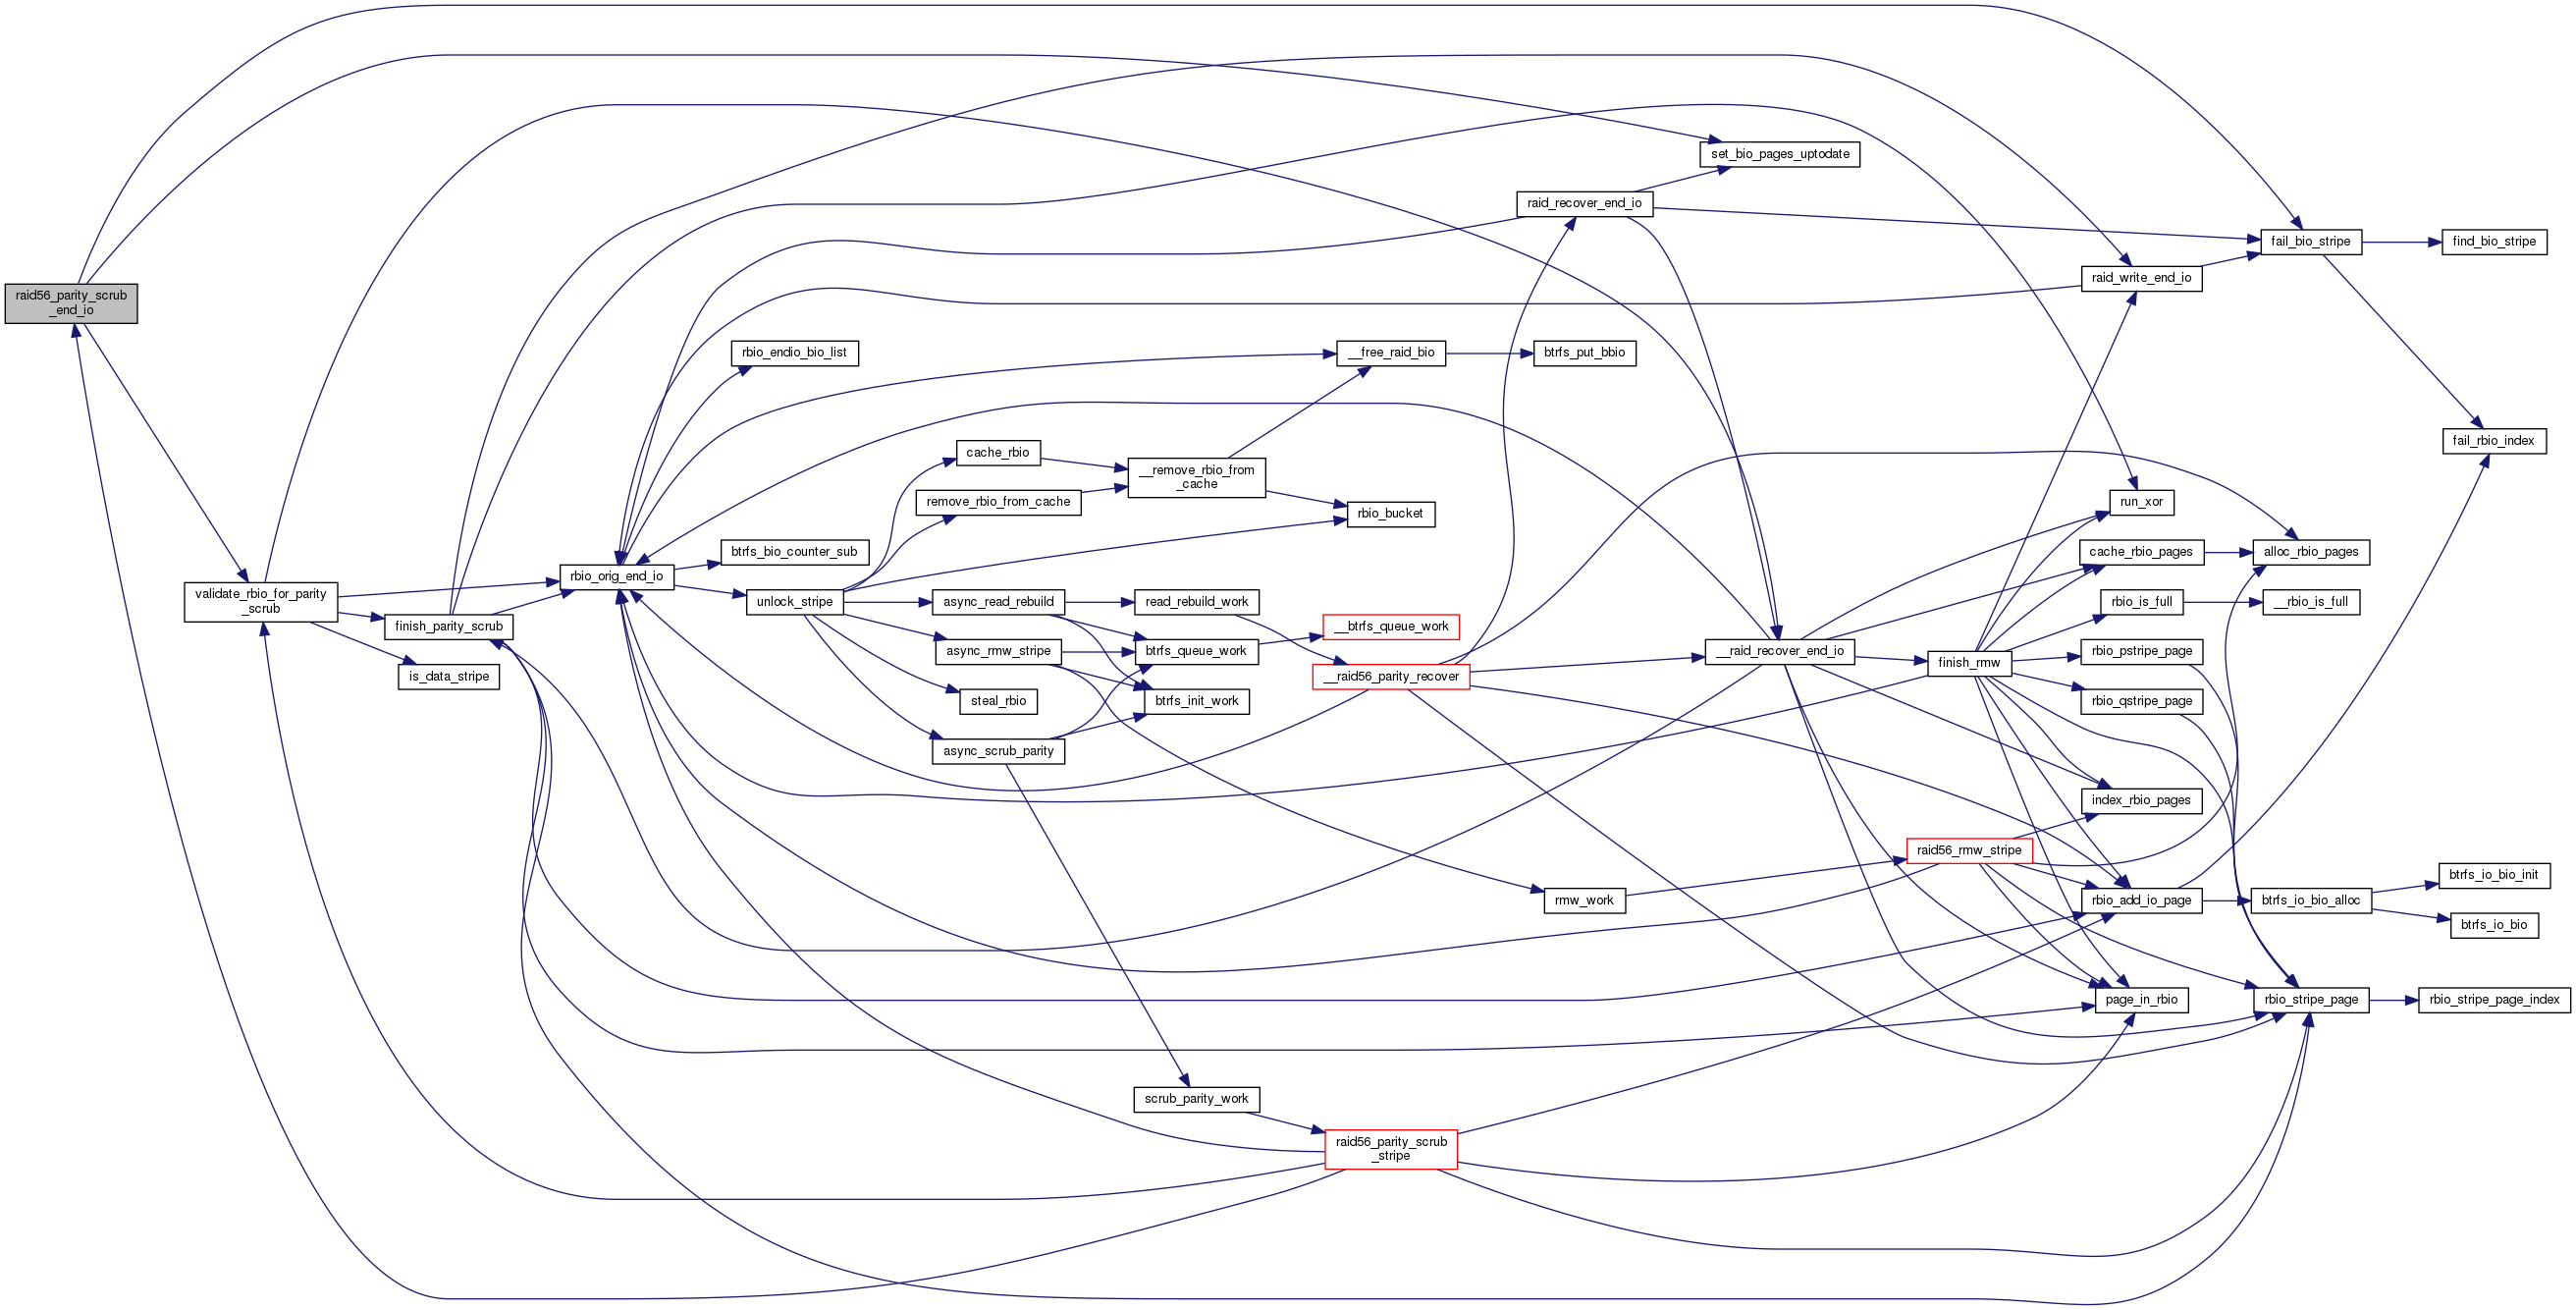 raid56_parity_scrub
_end_io
validate_rbio_for_parity
_scrub
finish_parity_scrub
is_data_stripe
rbio_orig_end_io
rbio_endio_bio_list
btrfs_bio_counter_sub
unlock_stripe
cache_rbio
remove_rbio_from_cache
async_read_rebuild
async_rmw_stripe
steal_rbio
async_scrub_parity
__remove_rbio_from
_cache
read_rebuild_work
btrfs_queue_work
btrfs_init_work
scrub_parity_work
__free_raid_bio
rbio_bucket
__btrfs_queue_work
__raid56_parity_recover
raid56_parity_scrub
_stripe
raid_recover_end_io
btrfs_put_bbio
rmw_work
set_bio_pages_uptodate
__raid_recover_end_io
finish_rmw
raid56_rmw_stripe
raid_write_end_io
run_xor
cache_rbio_pages
rbio_is_full
rbio_pstripe_page
rbio_qstripe_page
index_rbio_pages
rbio_add_io_page
page_in_rbio
fail_bio_stripe
alloc_rbio_pages
__rbio_is_full
btrfs_io_bio_alloc
rbio_stripe_page
find_bio_stripe
fail_rbio_index
btrfs_io_bio_init
btrfs_io_bio
rbio_stripe_page_index